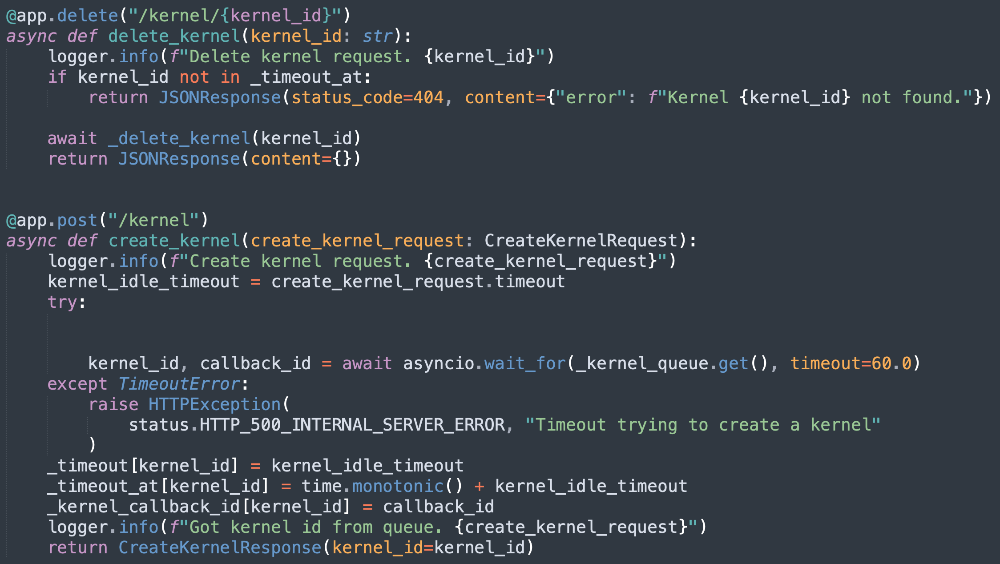 @app.delete("/kernel/{kernel_id}")
async def delete_kernel(kernel_id: str):
    logger.info(f"Delete kernel request. {kernel_id}")
    if kernel_id not in _timeout_at:
        return JSONResponse(status_code=404, content={"error": f"Kernel {kernel_id} not found."})

    await _delete_kernel(kernel_id)
    return JSONResponse(content={})


@app.post("/kernel")
async def create_kernel(create_kernel_request: CreateKernelRequest):
    logger.info(f"Create kernel request. {create_kernel_request}")
    kernel_idle_timeout = create_kernel_request.timeout
    try:


        kernel_id, callback_id = await asyncio.wait_for(_kernel_queue.get(), timeout=60.0)
    except TimeoutError:
        raise HTTPException(
            status.HTTP_500_INTERNAL_SERVER_ERROR, "Timeout trying to create a kernel"
        )
    _timeout[kernel_id] = kernel_idle_timeout
    _timeout_at[kernel_id] = time.monotonic() + kernel_idle_timeout
    _kernel_callback_id[kernel_id] = callback_id
    logger.info(f"Got kernel id from queue. {create_kernel_request}")
    return CreateKernelResponse(kernel_id=kernel_id)